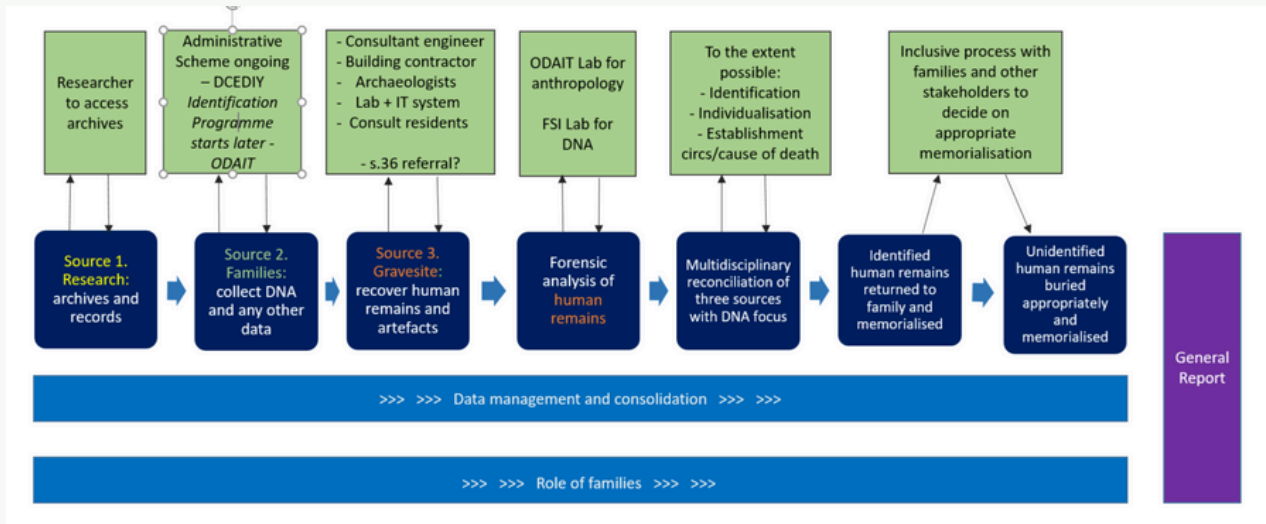 Researcher
to access
archives
Administrative
Scheme ongoing
– DCEDIY
Identification
Programme
starts later -
ODAIT
- Consultant engineer
- Building contractor
- Archaeologists
- Lab + IT system
- Consult residents
- s.36 referral?
ODAIT Lab for
anthropology
FSI Lab for
DNA
To the extent
possible:
- Identification
- Individualisation
- Establishment
circs/cause of death
Inclusive process with
families and other
stakeholders to
decide on
appropriate
memorialisation
Source 1.
Research:
archives and
records
Source 2.
Families:
collect DNA
and any other
data
Source 3.
Gravesite:
recover human
remains and
artefacts
Forensic
analysis of
human
remains
Multidisciplinary
reconciliation of
three sources
with DNA focus
Identified
human remains
returned to
family and
memorialised
Unidentified
human remains
buried
appropriately
and
memorialised
General
Report
>>> >>> Data management and consolidation >>> >>>
>>> >>> Role of families >>> >>>